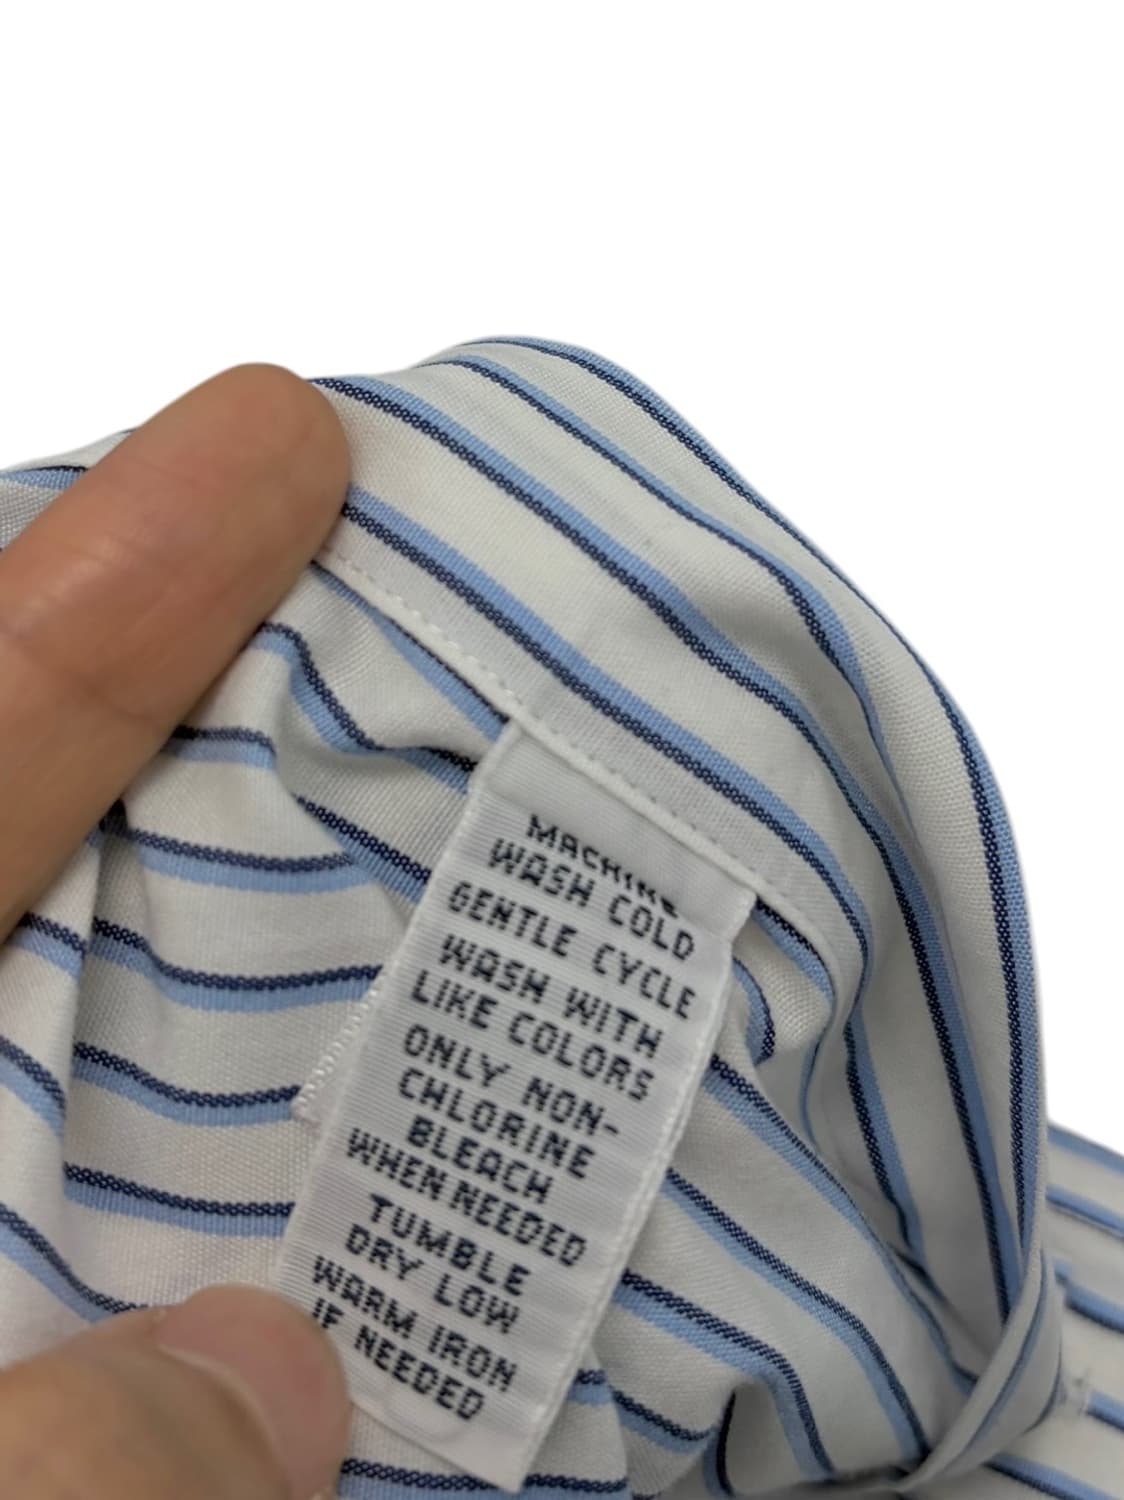 MACHINE
WASH COLD
GENTLE CYCLE
WASH WITH
LIKE COLORS
ONLY NON-
CHLORINE
BLEACH
WHEN NEEDED
TUMBLE
DRY LOW
WARM IRON
IF NEEDED